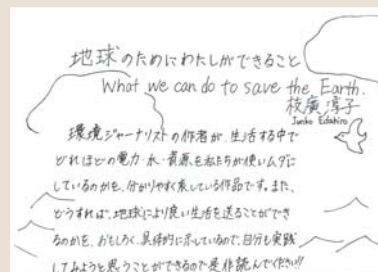 地球のためにわたしができること
What we can do to save the Earth.
枝廣淳子
Junko Edahiro
環境ジャーナリストの作者が、生活する中で
どれほどの電力・水・資源を私たちが使いムダに
しているのかを、分かりやすく表している作品です。また、
どうすれば、地球により良い生活を送ることができ
るのかを、おもしろく、具体的に示しているので、自分も実践
してみようと思うことができるので是非読んでください!!